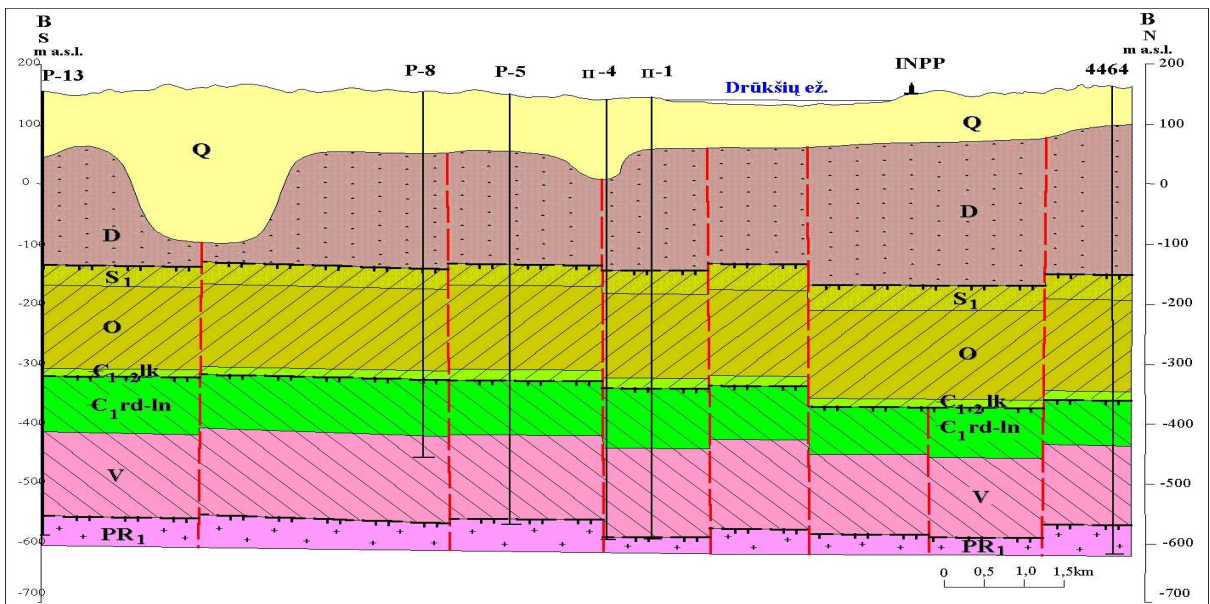 B
S
m a.s.l.
B
N
m a.s.l.
P-13
P-8
P-5
п-4
п-1
Drūkšių ež.
INPP
4464
200
100
0
-100
-200
-300
-400
-500
-600
-700
200
100
0
-100
-200
-300
-400
-500
-600
-700
Q
Q
D
D
S1
S1
O
O
C1-2lk
C1-2lk
C1rd-ln
C1rd-ln
V
V
PR1
PR1
0 0,5 1,0 1,5km